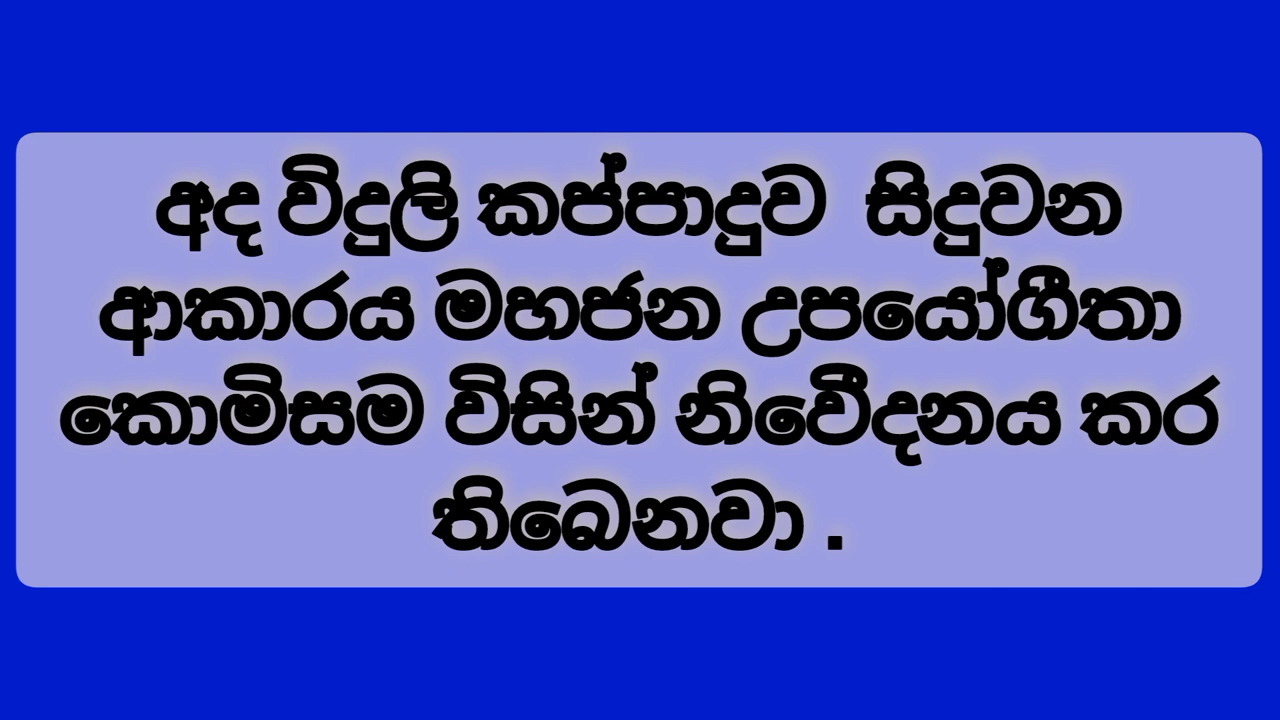 අද විදුලි කප්පාදුව  සිදුවන
ආකාරය මහජන උපයෝගීතා
කොමිසම විසින් නිවේදනය කර
තිබෙනවා .